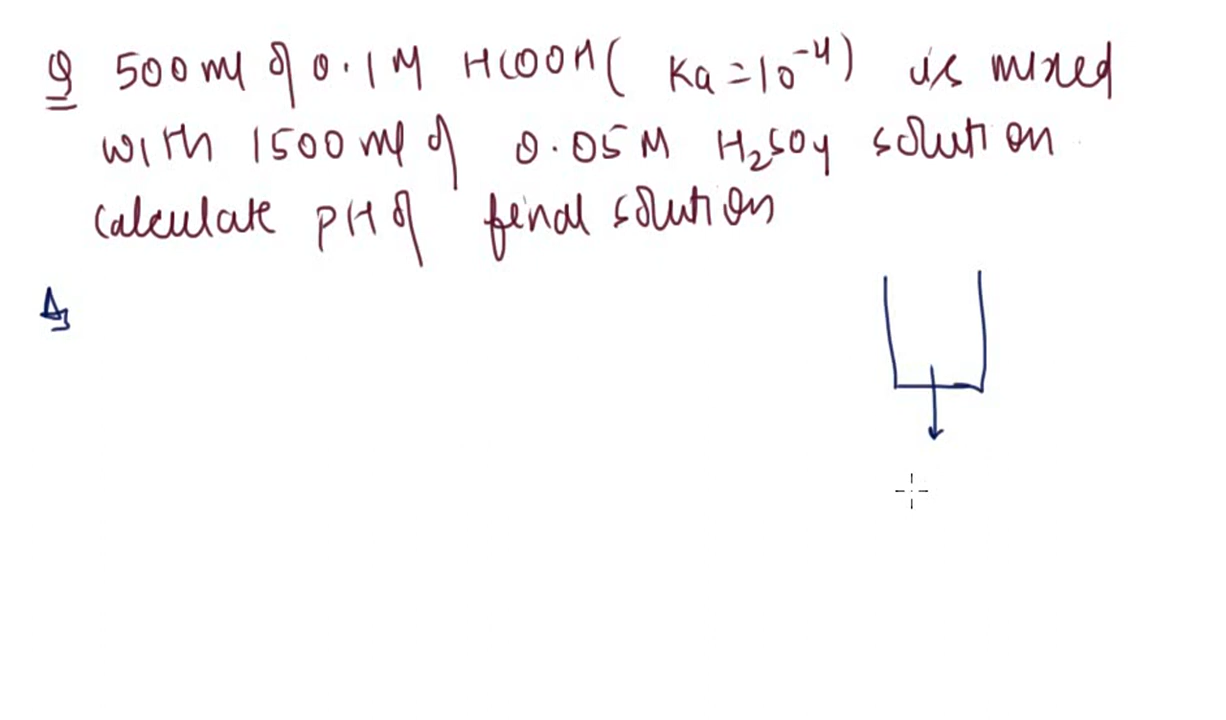 Q 500 ml of 0.1 M HCOOH ( Ka = 10⁻⁴) is mixed
with 1500 ml of 0.05 M H₂SO₄ solution
calculate PH of final solution
A